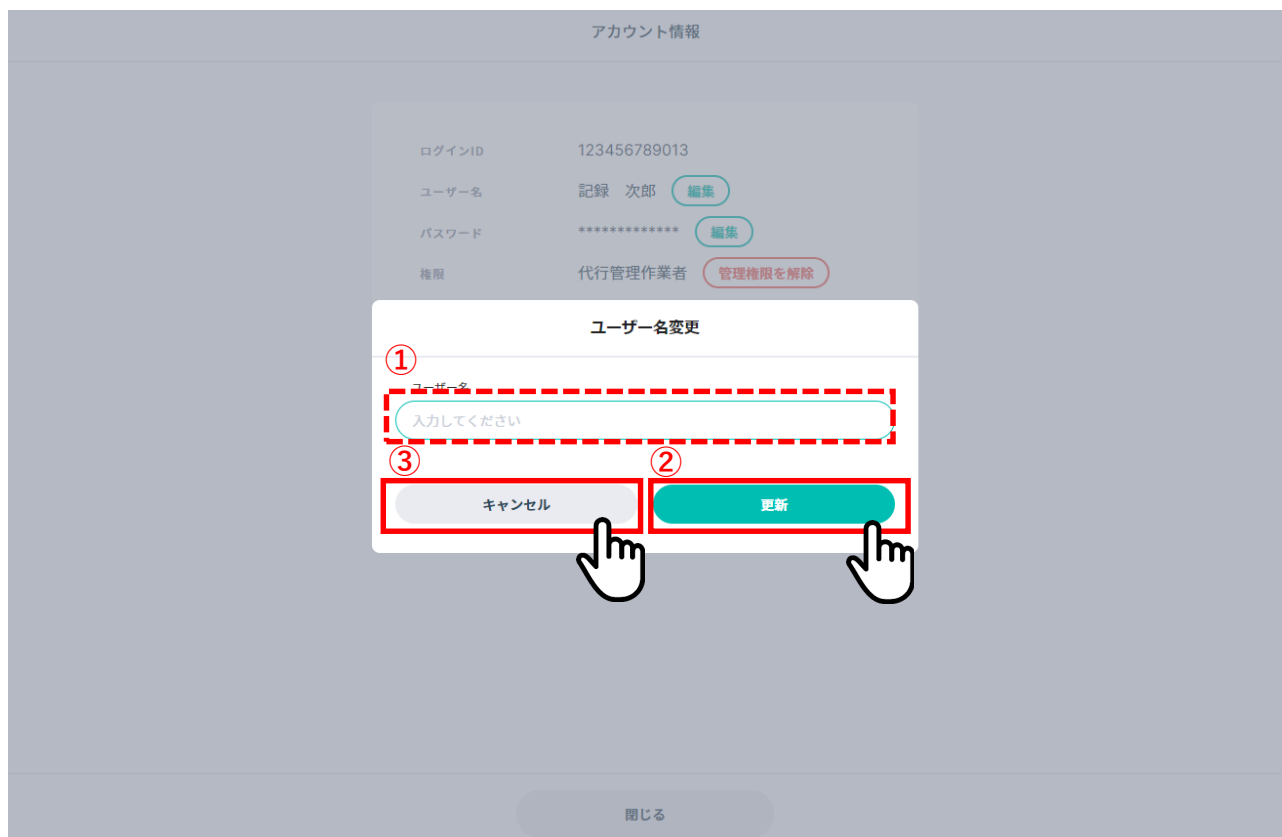 アカウント情報
ログインID 123456789013
ユーザー名 記録　次郎 編集
パスワード ************* 編集
権限 代行管理作業者 管理権限を解除
ユーザー名変更
①
ユーザー名
入力してください
③ ②
キャンセル 更新
閉じる